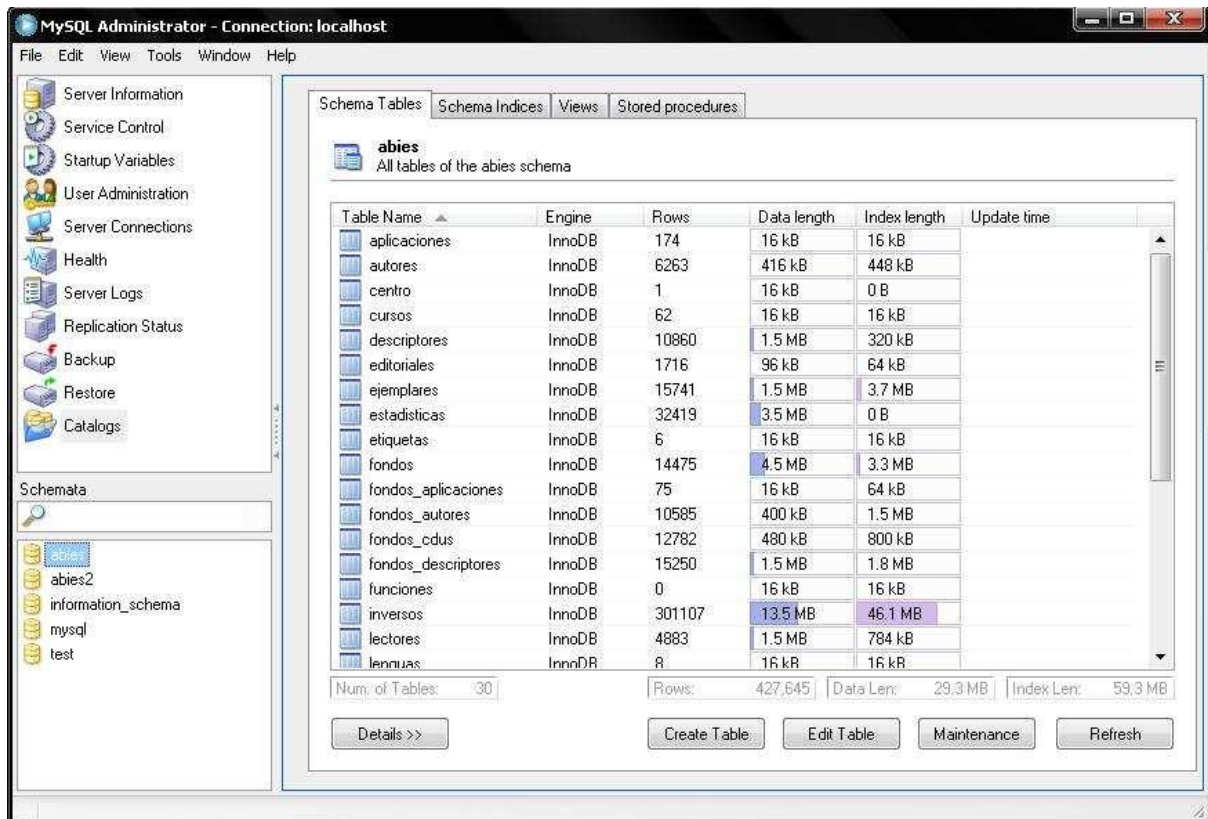 MySQL Administrator - Connection: localhost
File Edit View Tools Window Help
Server Information
Service Control
Startup Variables
User Administration
Server Connections
Health
Server Logs
Replication Status
Backup
Restore
Catalogs
Schemata
abies
abies2
information_schema
mysql
test
Schema Tables Schema Indices Views Stored procedures
abies
All tables of the abies schema
Table Name Engine Rows Data length Index length Update time
aplicaciones InnoDB 174 16 kB 16 kB
autores InnoDB 6263 416 kB 448 kB
centro InnoDB 1 16 kB 0 B
cursos InnoDB 62 16 kB 16 kB
descriptores InnoDB 10860 1.5 MB 320 kB
editoriales InnoDB 1716 96 kB 64 kB
ejemplares InnoDB 15741 1.5 MB 3.7 MB
estadisticas InnoDB 32419 3.5 MB 0 B
etiquetas InnoDB 6 16 kB 16 kB
fondos InnoDB 14475 4.5 MB 3.3 MB
fondos_aplicaciones InnoDB 75 16 kB 64 kB
fondos_autores InnoDB 10585 400 kB 1.5 MB
fondos_cdus InnoDB 12782 480 kB 800 kB
fondos_descriptores InnoDB 15250 1.5 MB 1.8 MB
funciones InnoDB 0 16 kB 16 kB
inversos InnoDB 301107 13.5 MB 46.1 MB
lectores InnoDB 4883 1.5 MB 784 kB
lenguas InnoDB 8 16 kB 16 kB
Num. of Tables: 30 Rows: 427,645 Data Len: 29,3 MB Index Len: 59,3 MB
Details >> Create Table Edit Table Maintenance Refresh